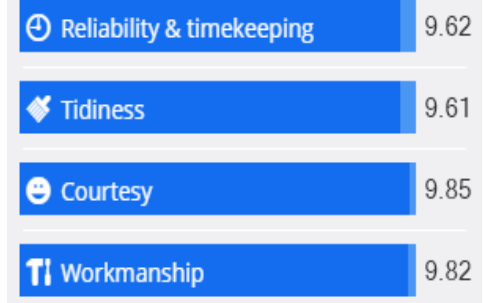 Reliability & timekeeping 9.62
Tidiness 9.61
Courtesy 9.85
Workmanship 9.82